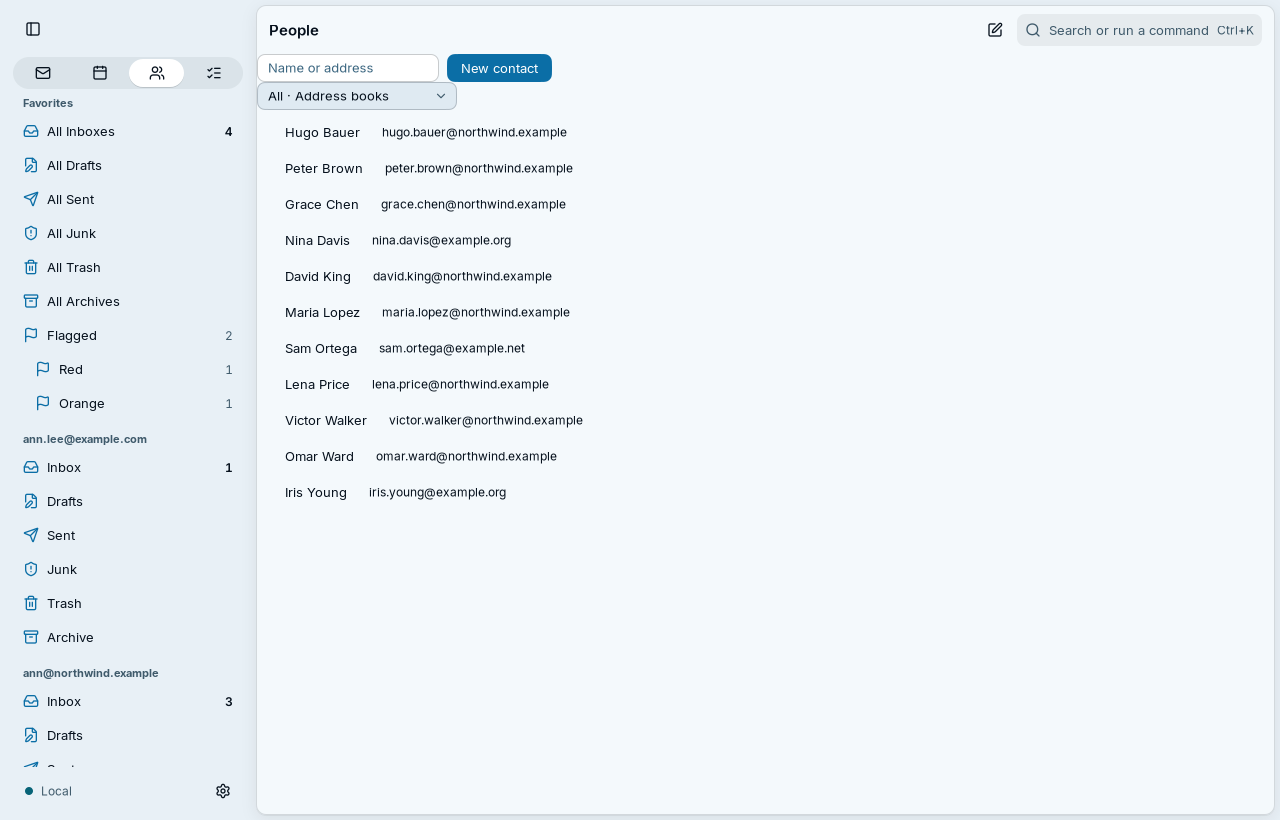 People
Search or run a command Ctrl+K
Name or address
New contact
All · Address books
Favorites
All Inboxes 4
All Drafts
All Sent
All Junk
All Trash
All Archives
Flagged 2
Red 1
Orange 1
ann.lee@example.com
Inbox 1
Drafts
Sent
Junk
Trash
Archive
ann@northwind.example
Inbox 3
Drafts
Local
Hugo Bauer hugo.bauer@northwind.example
Peter Brown peter.brown@northwind.example
Grace Chen grace.chen@northwind.example
Nina Davis nina.davis@example.org
David King david.king@northwind.example
Maria Lopez maria.lopez@northwind.example
Sam Ortega sam.ortega@example.net
Lena Price lena.price@northwind.example
Victor Walker victor.walker@northwind.example
Omar Ward omar.ward@northwind.example
Iris Young iris.young@example.org